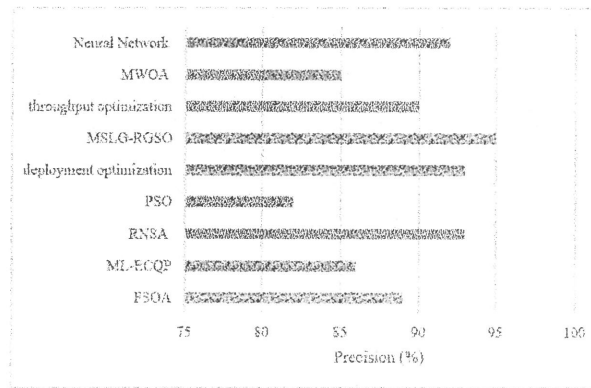 Neural Network
MWOA
throughput optimization
MSLG-RGSO
deployment optimization
PSO
RNSA
ML-ECQP
FSOA
75 80 85 90 95 100
Precision (%)